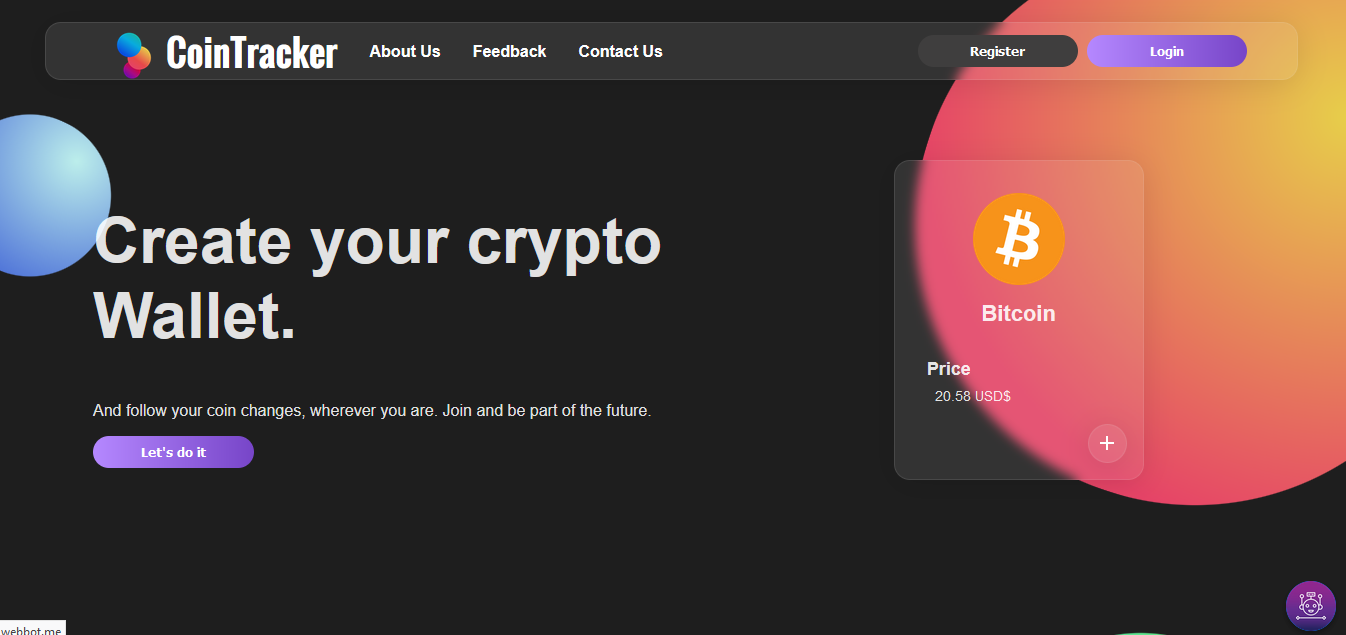 CoinTracker About Us Feedback Contact Us Register Login
Create your crypto
Wallet.
And follow your coin changes, wherever you are. Join and be part of the future.
Let's do it
Bitcoin
Price
20.58 USD$
webbot.me